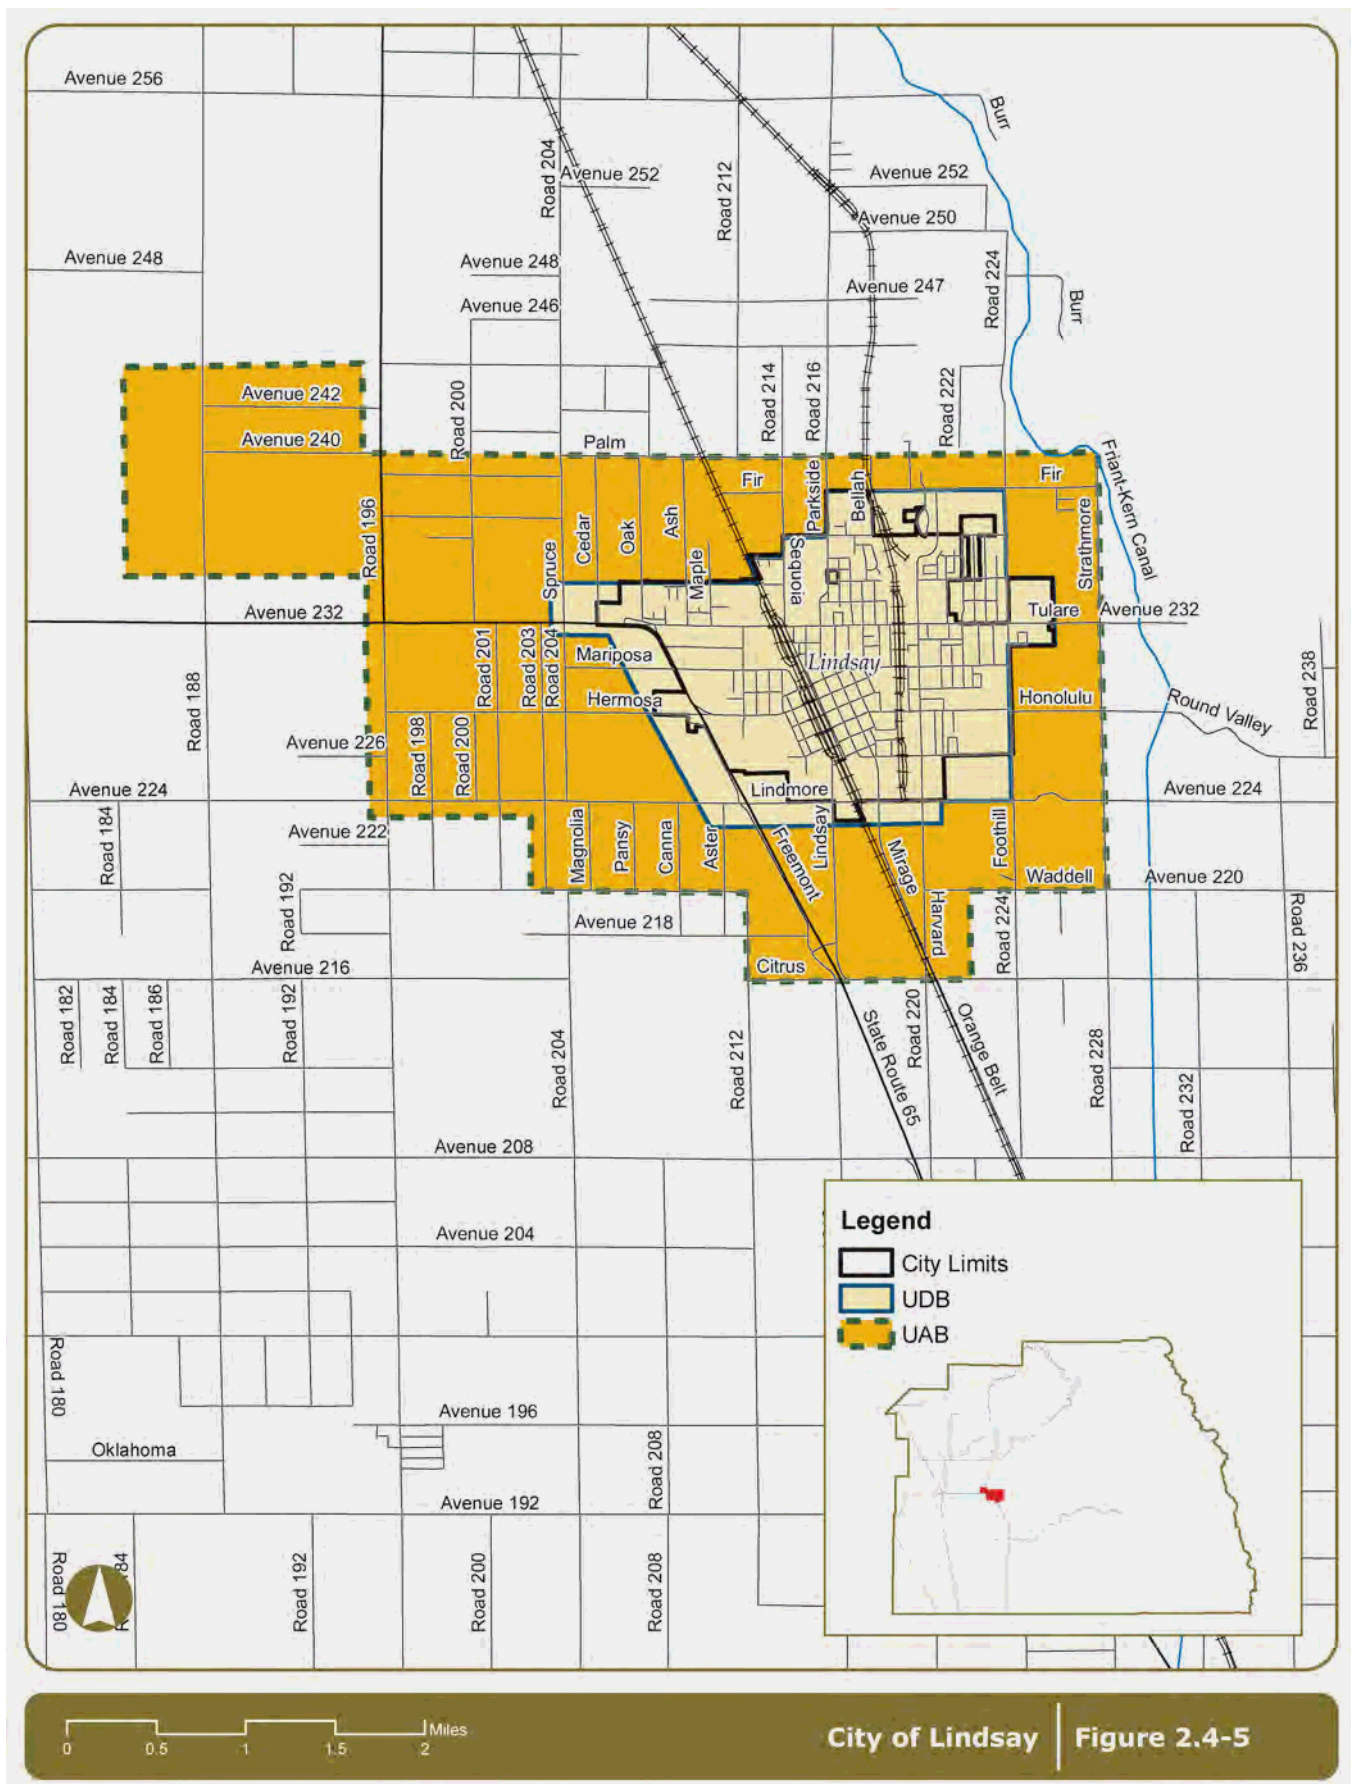 Avenue 256
Burr
Road 204
Avenue 252
Road 212
Avenue 252
Avenue 250
Avenue 248
Avenue 248
Road 224
Avenue 247
Burr
Avenue 246
Avenue 242
Road 200
Road 214
Road 216
Road 222
Avenue 240
Palm
Fir
Parkside
Bellah
Fir
Friant-Kern Canal
Road 196
Cedar
Oak
Ash
Strathmore
Spruce
Maple
Sequoia
Avenue 232
Tulare
Avenue 232
Road 201
Road 203
Road 204
Mariposa
Lindsay
Road 238
Road 188
Hermosa
Honolulu
Round Valley
Avenue 226
Road 198
Road 200
Avenue 224
Lindmore
Avenue 224
Road 184
Avenue 222
Magnolia
Pansy
Canna
Aster
Freemont
Lindsay
Mirage
Foothill
Waddell
Avenue 220
Road 192
Avenue 218
Harvard
Road 224
Road 236
Avenue 216
Citrus
Road 182
Road 184
Road 186
Road 192
Road 204
Road 212
State Route 65
Road 220
Orange Belt
Road 228
Road 232
Avenue 208
Avenue 204
Legend
City Limits
UDB
UAB
Road 180
Avenue 196
Oklahoma
Road 208
Avenue 192
Road 180
84
Road 192
Road 200
Road 208
Miles
0 0.5 1 1.5 2
City of Lindsay
Figure 2.4-5